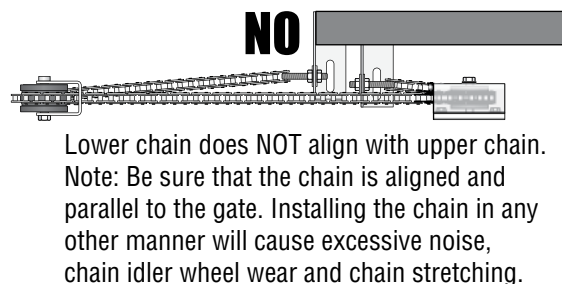 NO
Lower chain does NOT align with upper chain.
Note: Be sure that the chain is aligned and
parallel to the gate. Installing the chain in any
other manner will cause excessive noise,
chain idler wheel wear and chain stretching.